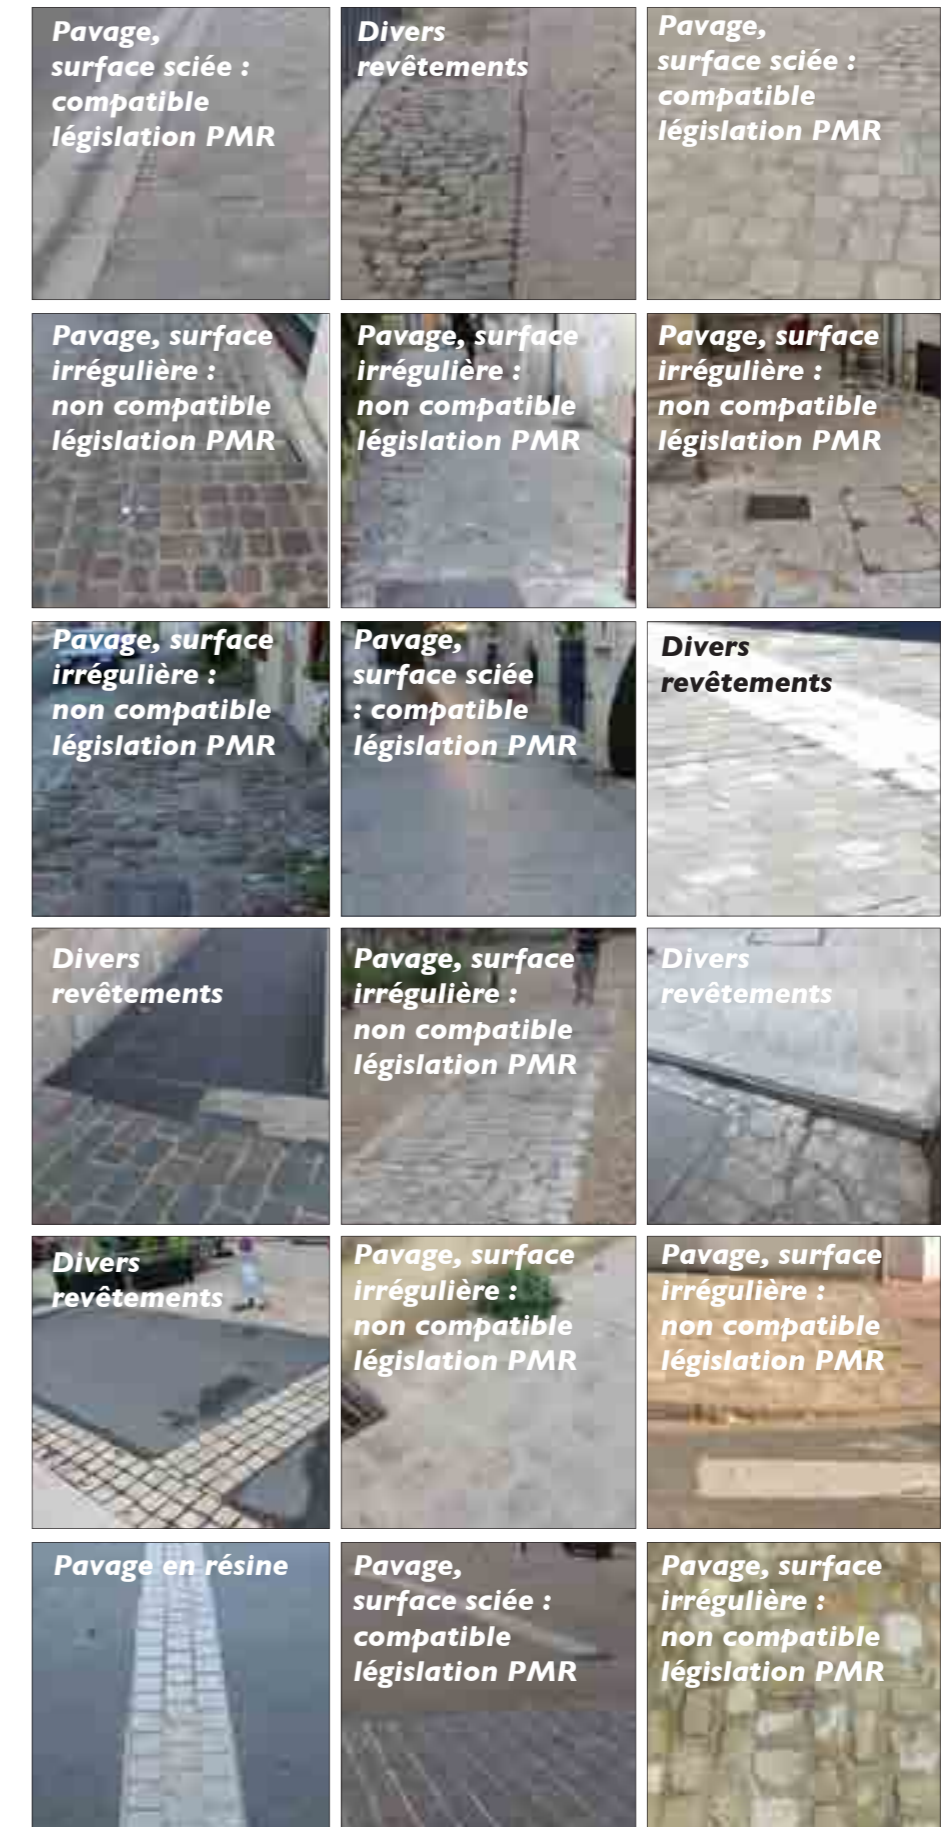 Pavage,
surface sciée :
compatible
législation PMR
Divers
revêtements
Pavage,
surface sciée :
compatible
législation PMR
Pavage, surface
irrégulière :
non compatible
législation PMR
Pavage, surface
irrégulière :
non compatible
législation PMR
Pavage, surface
irrégulière :
non compatible
législation PMR
Pavage, surface
irrégulière :
non compatible
législation PMR
Pavage,
surface sciée
: compatible
législation PMR
Divers
revêtements
Divers
revêtements
Pavage, surface
irrégulière :
non compatible
législation PMR
Divers
revêtements
Divers
revêtements
Pavage, surface
irrégulière :
non compatible
législation PMR
Pavage, surface
irrégulière :
non compatible
législation PMR
Pavage en résine
Pavage,
surface sciée :
compatible
législation PMR
Pavage, surface
irrégulière :
non compatible
législation PMR